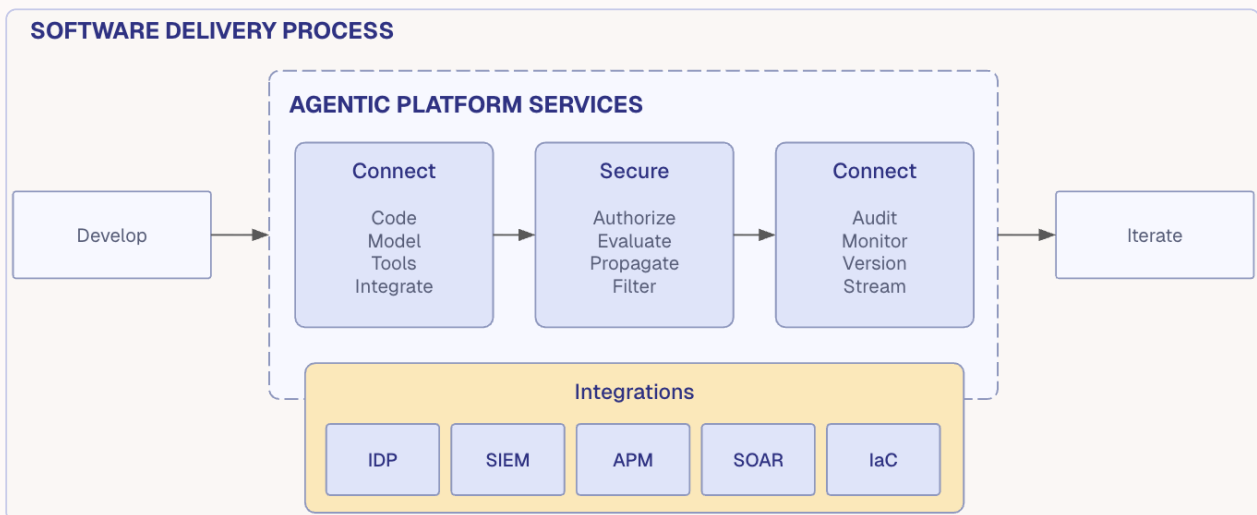 SOFTWARE DELIVERY PROCESS
AGENTIC PLATFORM SERVICES
Develop
Connect
Code
Model
Tools
Integrate
Secure
Authorize
Evaluate
Propagate
Filter
Connect
Audit
Monitor
Version
Stream
Iterate
Integrations
IDP
SIEM
APM
SOAR
IaC